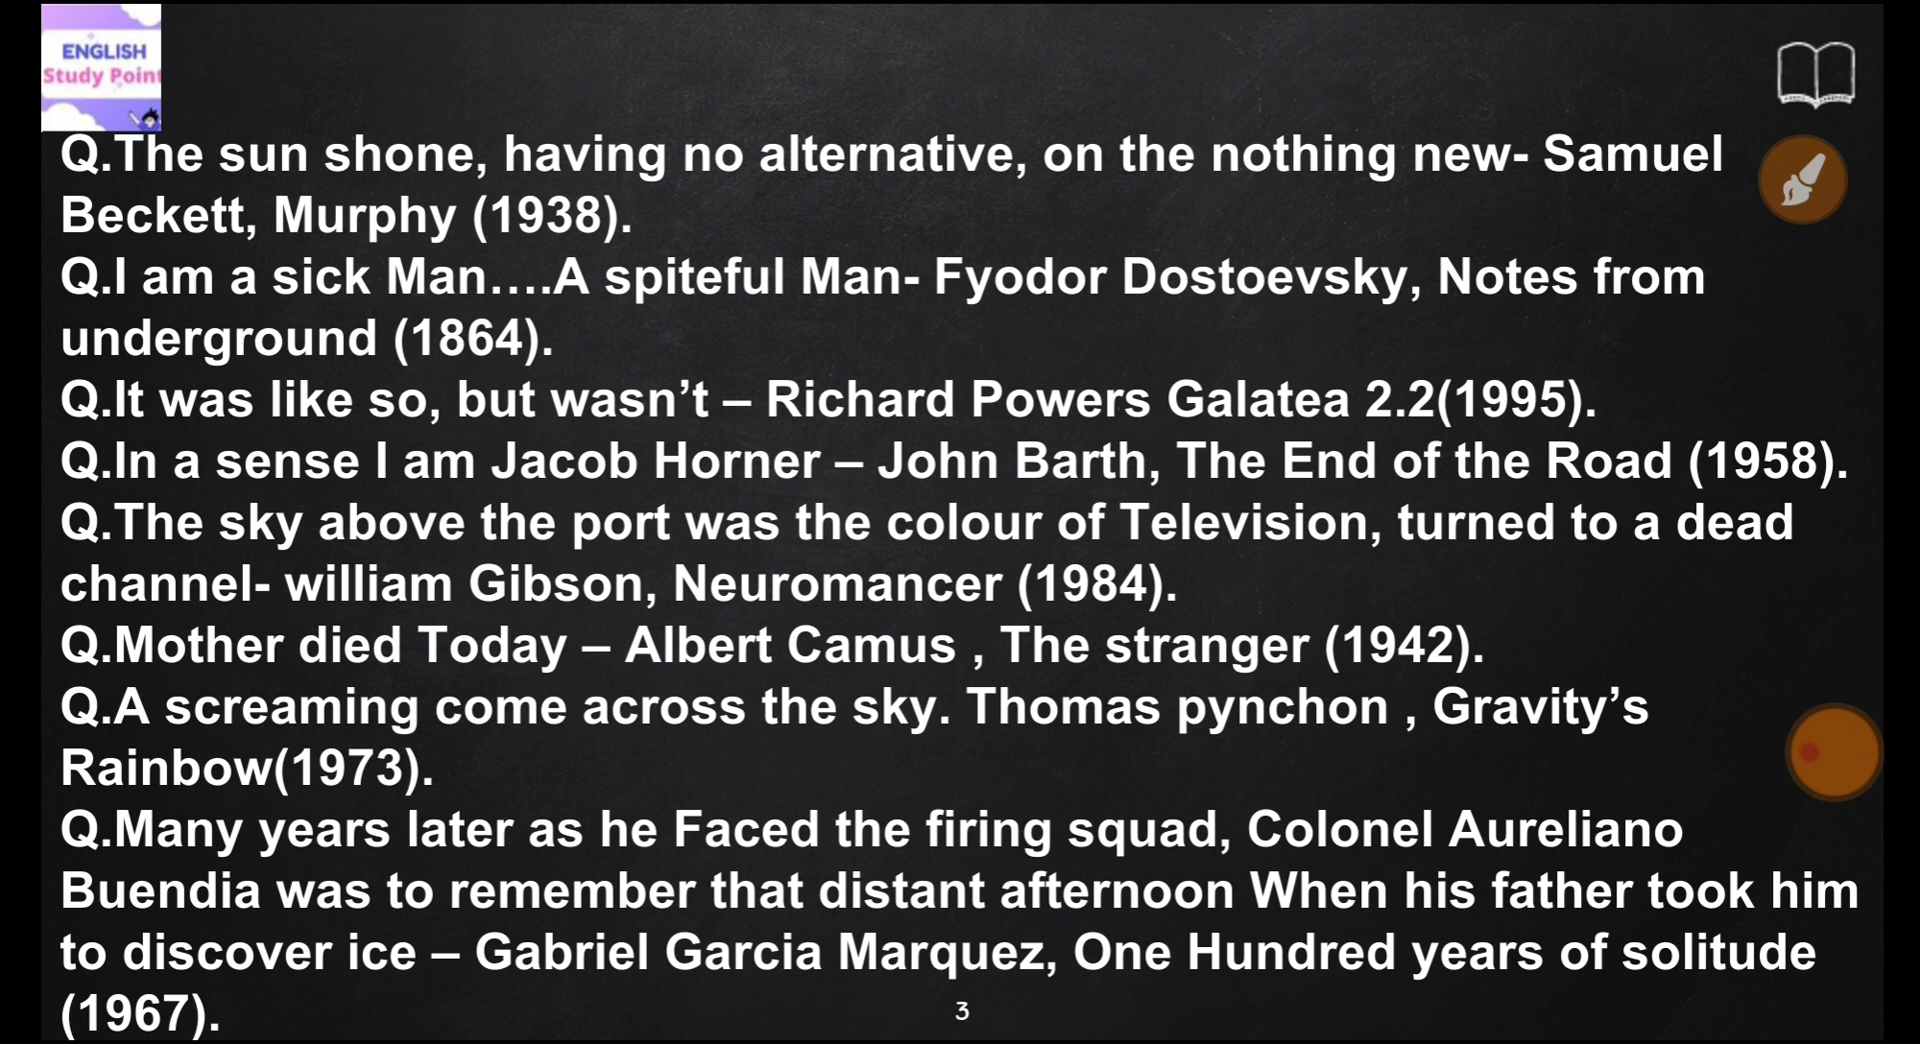 ENGLISH
Study Point
Q.The sun shone, having no alternative, on the nothing new- Samuel
Beckett, Murphy (1938).
Q.I am a sick Man....A spiteful Man- Fyodor Dostoevsky, Notes from
underground (1864).
Q.It was like so, but wasn’t – Richard Powers Galatea 2.2(1995).
Q.In a sense I am Jacob Horner – John Barth, The End of the Road (1958).
Q.The sky above the port was the colour of Television, turned to a dead
channel- william Gibson, Neuromancer (1984).
Q.Mother died Today – Albert Camus , The stranger (1942).
Q.A screaming come across the sky. Thomas pynchon , Gravity’s
Rainbow(1973).
Q.Many years later as he Faced the firing squad, Colonel Aureliano
Buendia was to remember that distant afternoon When his father took him
to discover ice – Gabriel Garcia Marquez, One Hundred years of solitude
(1967).
3